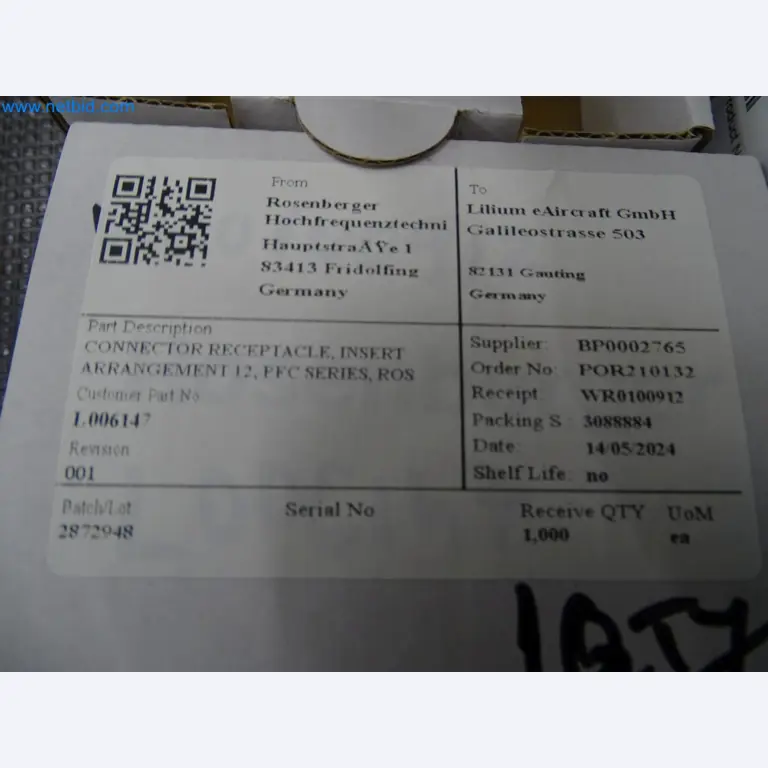 www.netbid.com
From
Rosenberger
Hochfrequenztechni
HauptstraÃŸe 1
83413 Fridolfing
Germany
To
Lilium eAircraft GmbH
Galileostrasse 503
82131 Gauting
Germany
Part Description
CONNECTOR RECEPTACLE, INSERT
ARRANGEMENT 12, PFC SERIES, ROS
Customer Part No
L006147
Revision
001
Supplier: BP0002765
Order No: POR210132
Receipt WR0100912
Packing S : 3088884
Date: 14/05/2024
Shelf Life: no
Batch/Lot
2872948
Serial No
Receive QTY
1,000
UoM
ea
1QTY